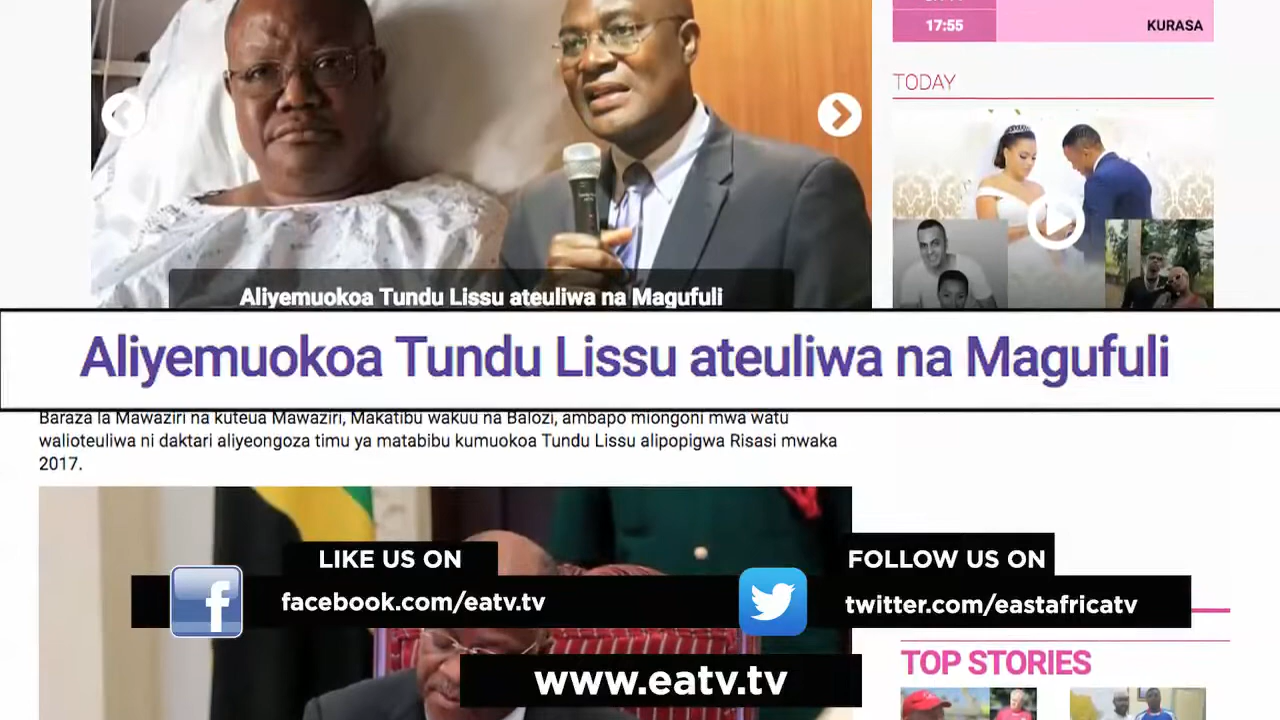 17:55
KURASA
TODAY
Aliyemuokoa Tundu Lissu ateuliwa na Magufuli
Aliyemuokoa Tundu Lissu ateuliwa na Magufuli
Baraza la Mawaziri na kuteua Mawaziri, Makatibu wakuu na Balozi, ambapo miongoni mwa watu
walioteuliwa ni daktari aliyeongoza timu ya matabibu kumuokoa Tundu Lissu alipopigwa Risasi mwaka
2017.
LIKE US ON
facebook.com/eatv.tv
FOLLOW US ON
twitter.com/eastafricatv
www.eatv.tv
TOP STORIES